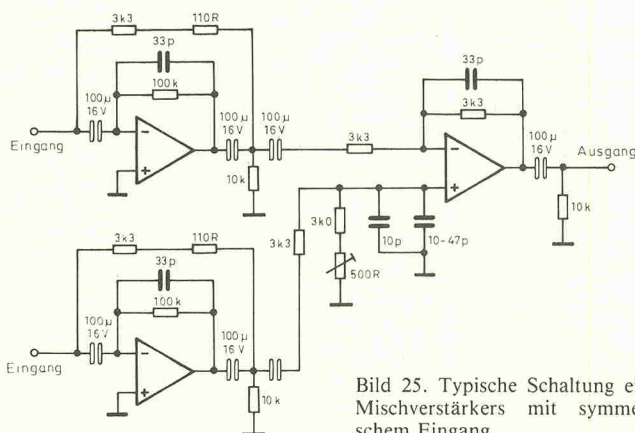 3k3
110R
33p
100k
100µ
16V
100µ
16V
100µ
16V
Eingang
10k
3k3
33p
3k3
100µ
16V
Ausgang
10k
3k3
3k0
10p
10-47p
500R
3k3
110R
33p
100k
100µ
16V
100µ
16V
Eingang
10k
Bild 25. Typische Schaltung
Mischverstärkers mit
schem Eingang